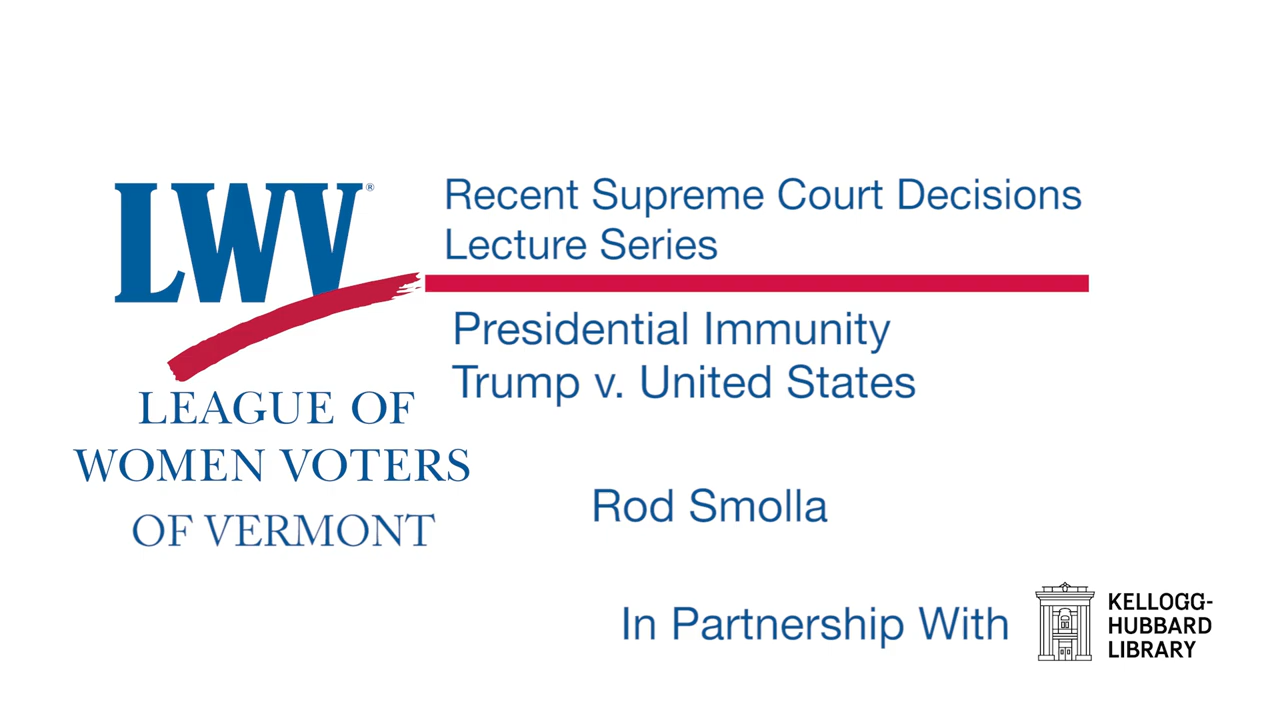 LWV®
LEAGUE OF
WOMEN VOTERS
OF VERMONT
Recent Supreme Court Decisions
Lecture Series
Presidential Immunity
Trump v. United States
Rod Smolla
In Partnership With
KELLOGG-
HUBBARD
LIBRARY